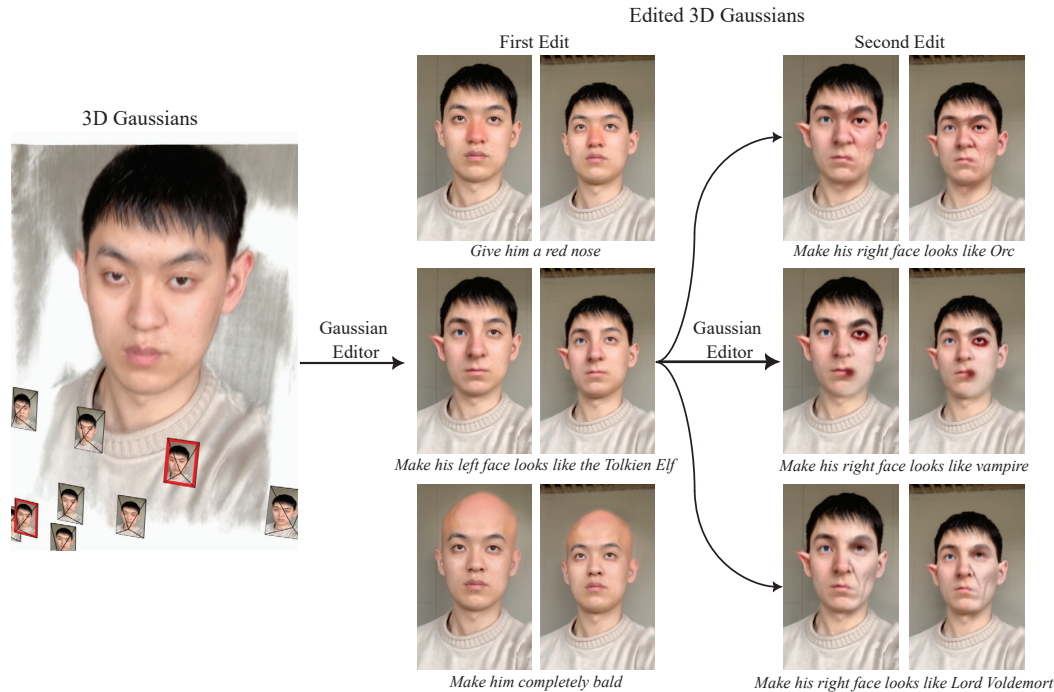 Edited 3D Gaussians
First Edit
Second Edit
3D Gaussians
Give him a red nose
Make his right face looks like Orc
Gaussian
Editor
Gaussian
Editor
Make his left face looks like the Tolkien Elf
Make his right face looks like vampire
Make him completely bald
Make his right face looks like Lord Voldemort